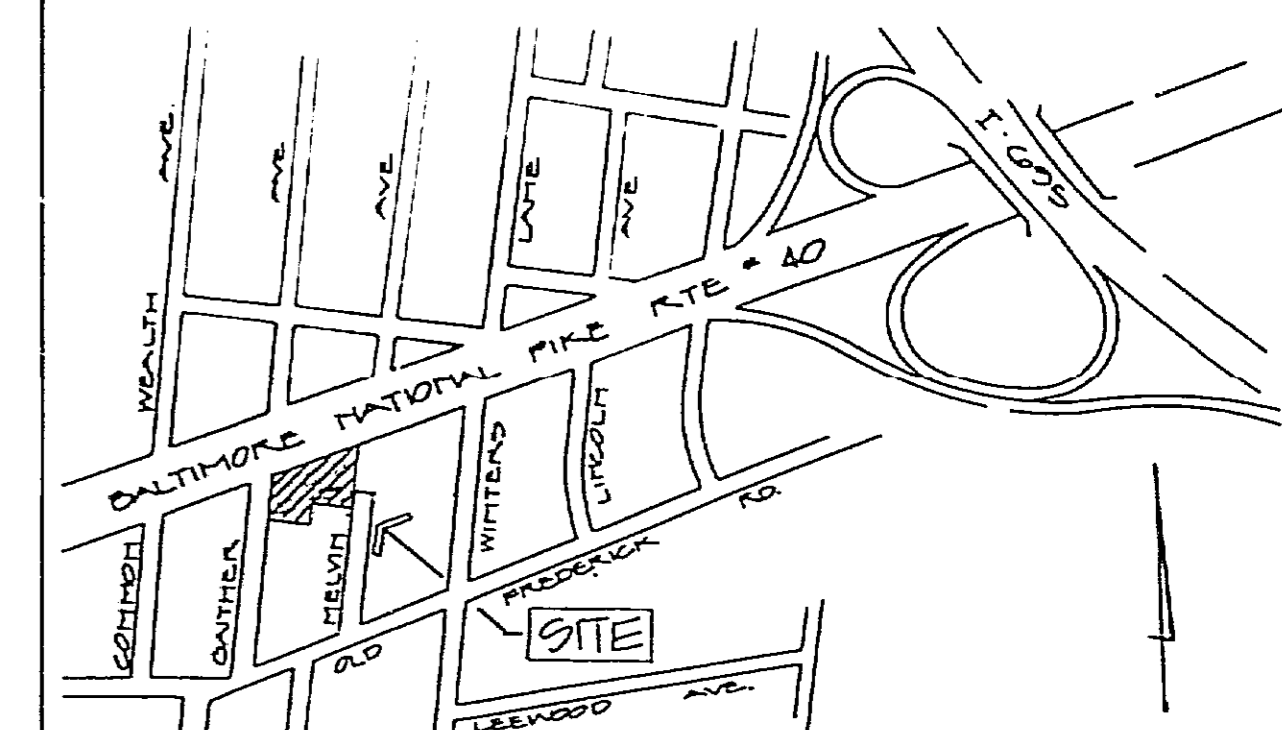 AVE.
AVE
AVE
LANE
AVE
I-695
WEALTH
BALTIMORE NATIONAL PIKE RTE # 40
COMMON
GAITHER
MELVIN
WINTERS
LINCOLN
OLD FREDERICK RD.
SITE
LEEWOOD AVE.